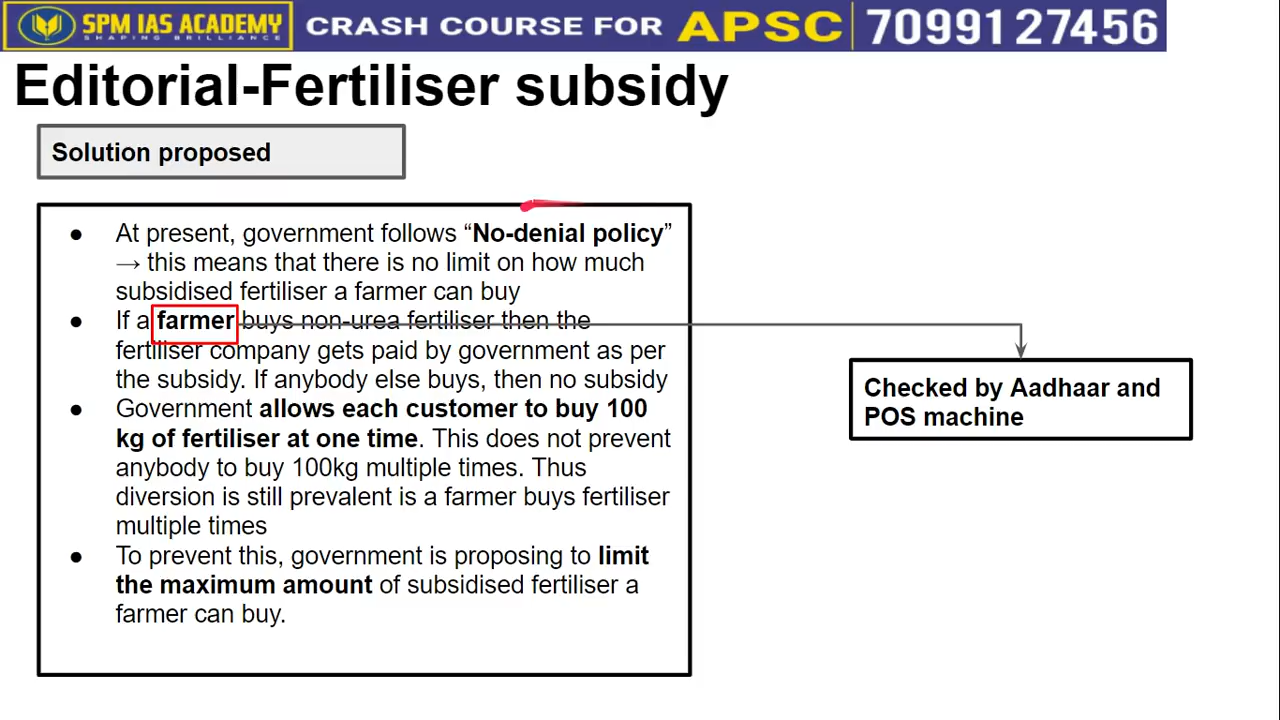 SPM IAS ACADEMY
SHAPING BRILLIANCE
CRASH COURSE FOR APSC 70991 27456
Editorial-Fertiliser subsidy
Solution proposed
● At present, government follows “No-denial policy”
→ this means that there is no limit on how much
subsidised fertiliser a farmer can buy
● If a farmer buys non-urea fertiliser then the
fertiliser company gets paid by government as per
the subsidy. If anybody else buys, then no subsidy
● Government allows each customer to buy 100
kg of fertiliser at one time. This does not prevent
anybody to buy 100kg multiple times. Thus
diversion is still prevalent is a farmer buys fertiliser
multiple times
● To prevent this, government is proposing to limit
the maximum amount of subsidised fertiliser a
farmer can buy.
Checked by Aadhaar and
POS machine